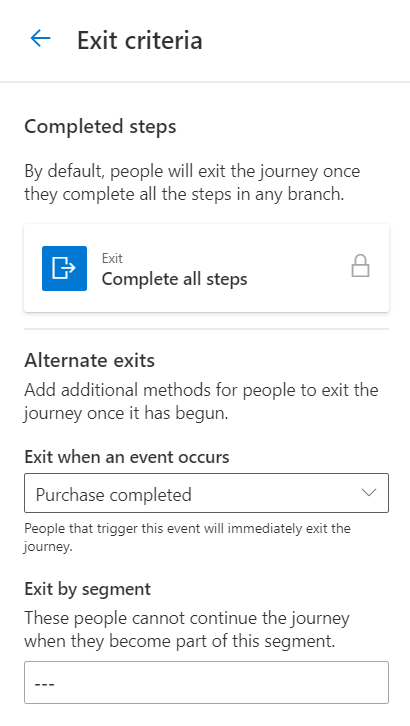 Exit criteria
Completed steps
By default, people will exit the journey once
they complete all the steps in any branch.
Exit
Complete all steps
Alternate exits
Add additional methods for people to exit the
journey once it has begun.
Exit when an event occurs
Purchase completed
People that trigger this event will immediately exit the
journey.
Exit by segment
These people cannot continue the journey
when they become part of this segment.
---